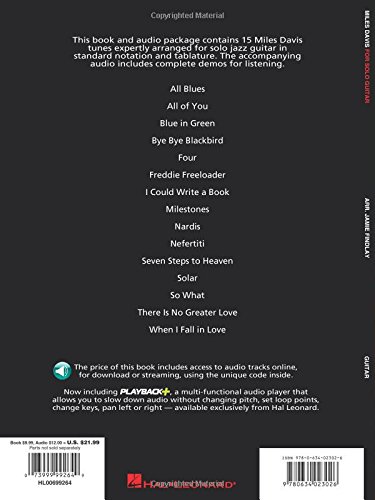 This book and audio package contains 15 Miles Davis
tunes expertly arranged for solo jazz guitar in
standard notation and tablature. The accompanying
audio includes complete demos for listening.
All Blues
All of You
Blue in Green
Bye Bye Blackbird
Four
Freddie Freeloader
I Could Write a Book
Milestones
Nardis
Nefertiti
Seven Steps to Heaven
Solar
So What
There Is No Greater Love
When I Fall in Love
The price of this book includes access to audio tracks online,
for download or streaming, using the unique code inside.
Now including PLAYBACK+, a multi-functional audio player that
allows you to slow down audio without changing pitch, set loop points,
change keys, pan left or right — available exclusively from Hal Leonard.
Book $9.99, Audio $12.00 = U.S. $21.99
Parts not sold separately
0 73999 99264 0
HL00699264
HAL•LEONARD®
ISBN 978-0-634-02302-6
9 780634 023026
MILES DAVIS FOR SOLO GUITAR
ARR. JAMIE FINDLAY
GUITAR